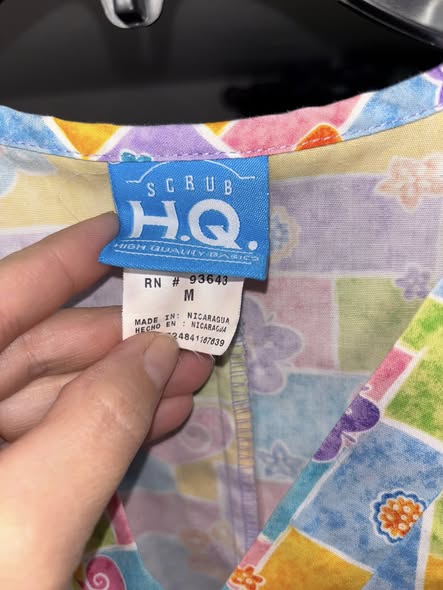 SCRUB
H.Q.
HIGH QUALITY BASICS
RN # 93643
M
MADE IN: NICARAGUA
HECHO EN : NICARAGUA